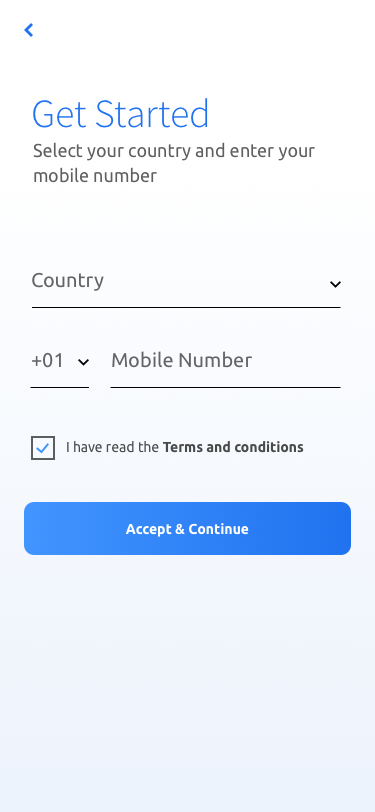 Get Started
Select your country and enter your
mobile number
Country
+01 Mobile Number
I have read the Terms and conditions
Accept & Continue